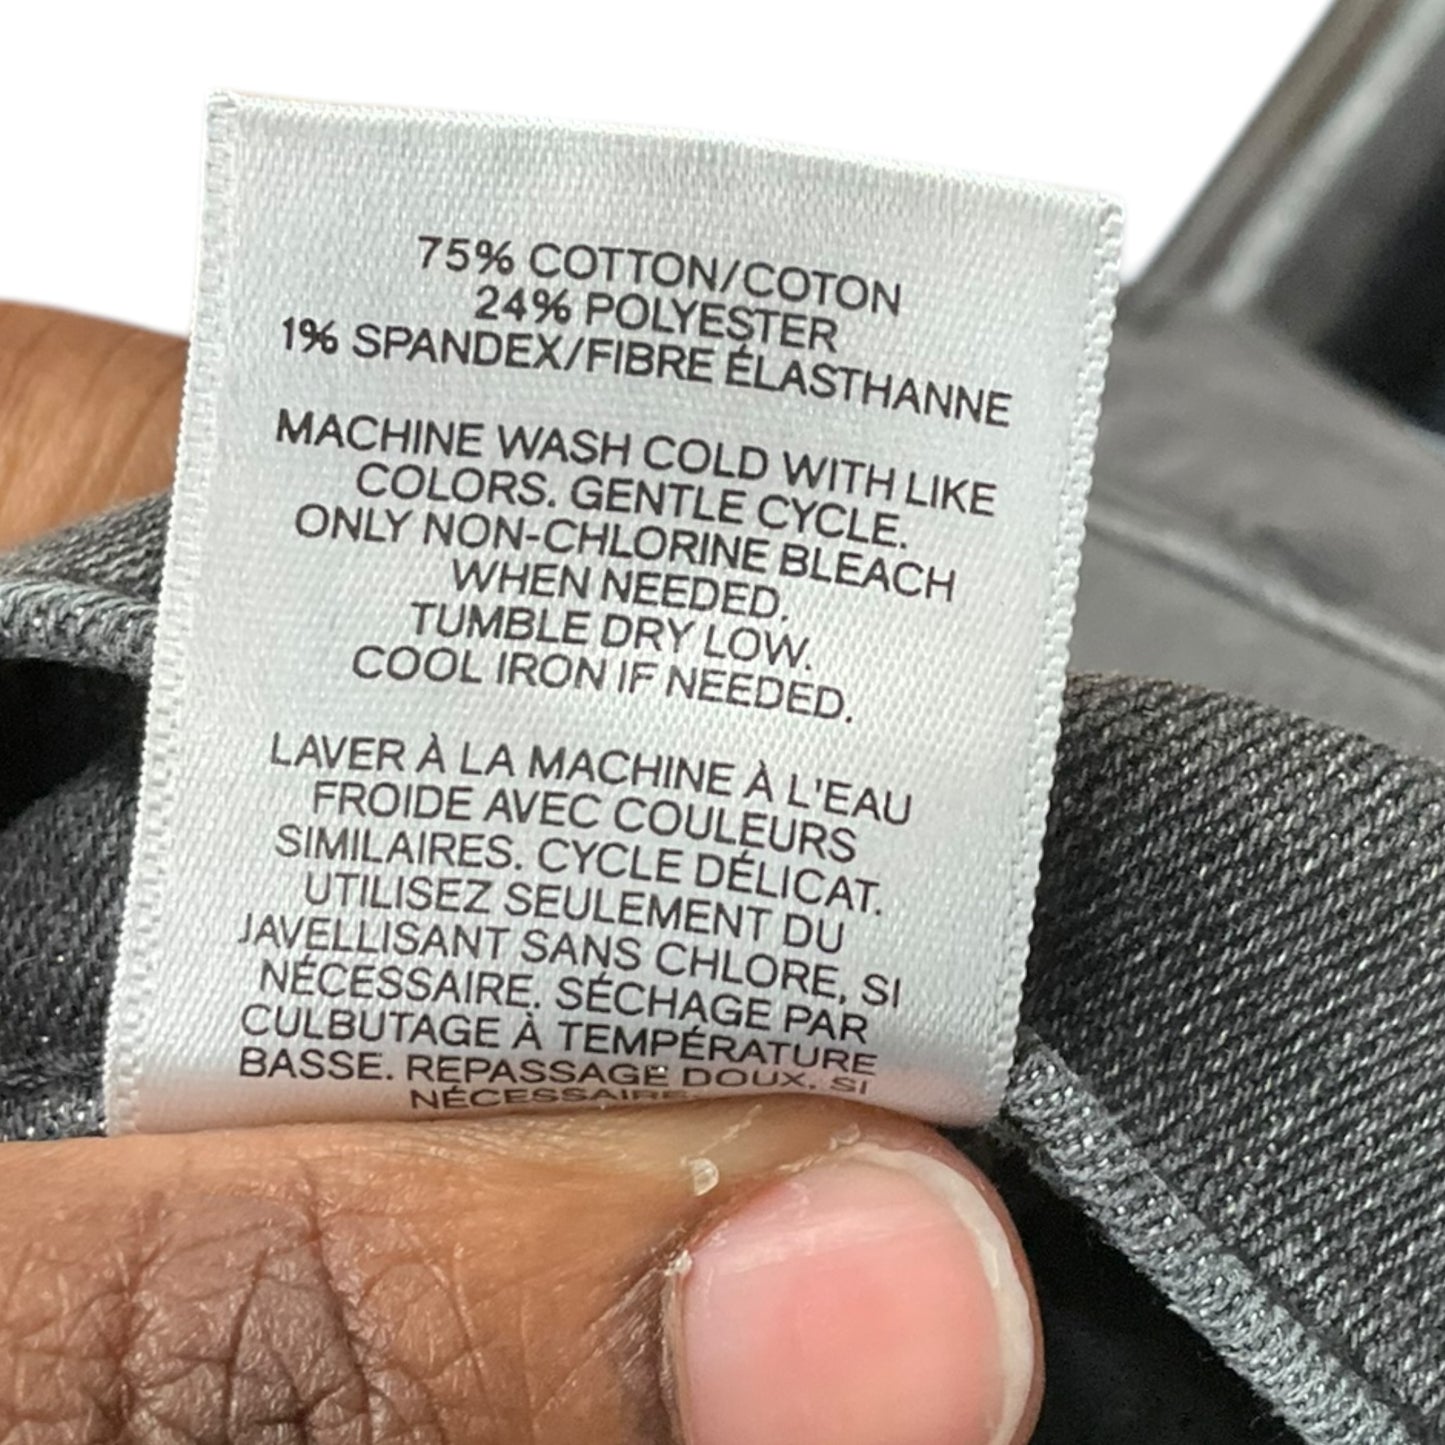 75% COTTON/COTON
24% POLYESTER
1% SPANDEX/FIBRE ÉLASTHANNE
MACHINE WASH COLD WITH LIKE
COLORS. GENTLE CYCLE.
ONLY NON-CHLORINE BLEACH
WHEN NEEDED.
TUMBLE DRY LOW.
COOL IRON IF NEEDED.
LAVER À LA MACHINE À L'EAU
FROIDE AVEC COULEURS
SIMILAIRES. CYCLE DÉLICAT.
UTILISEZ SEULEMENT DU
JAVELLISANT SANS CHLORE, SI
NÉCESSAIRE. SÉCHAGE PAR
CULBUTAGE À TEMPÉRATURE
BASSE. REPASSAGE DOUX, SI
NÉCESSAIRE